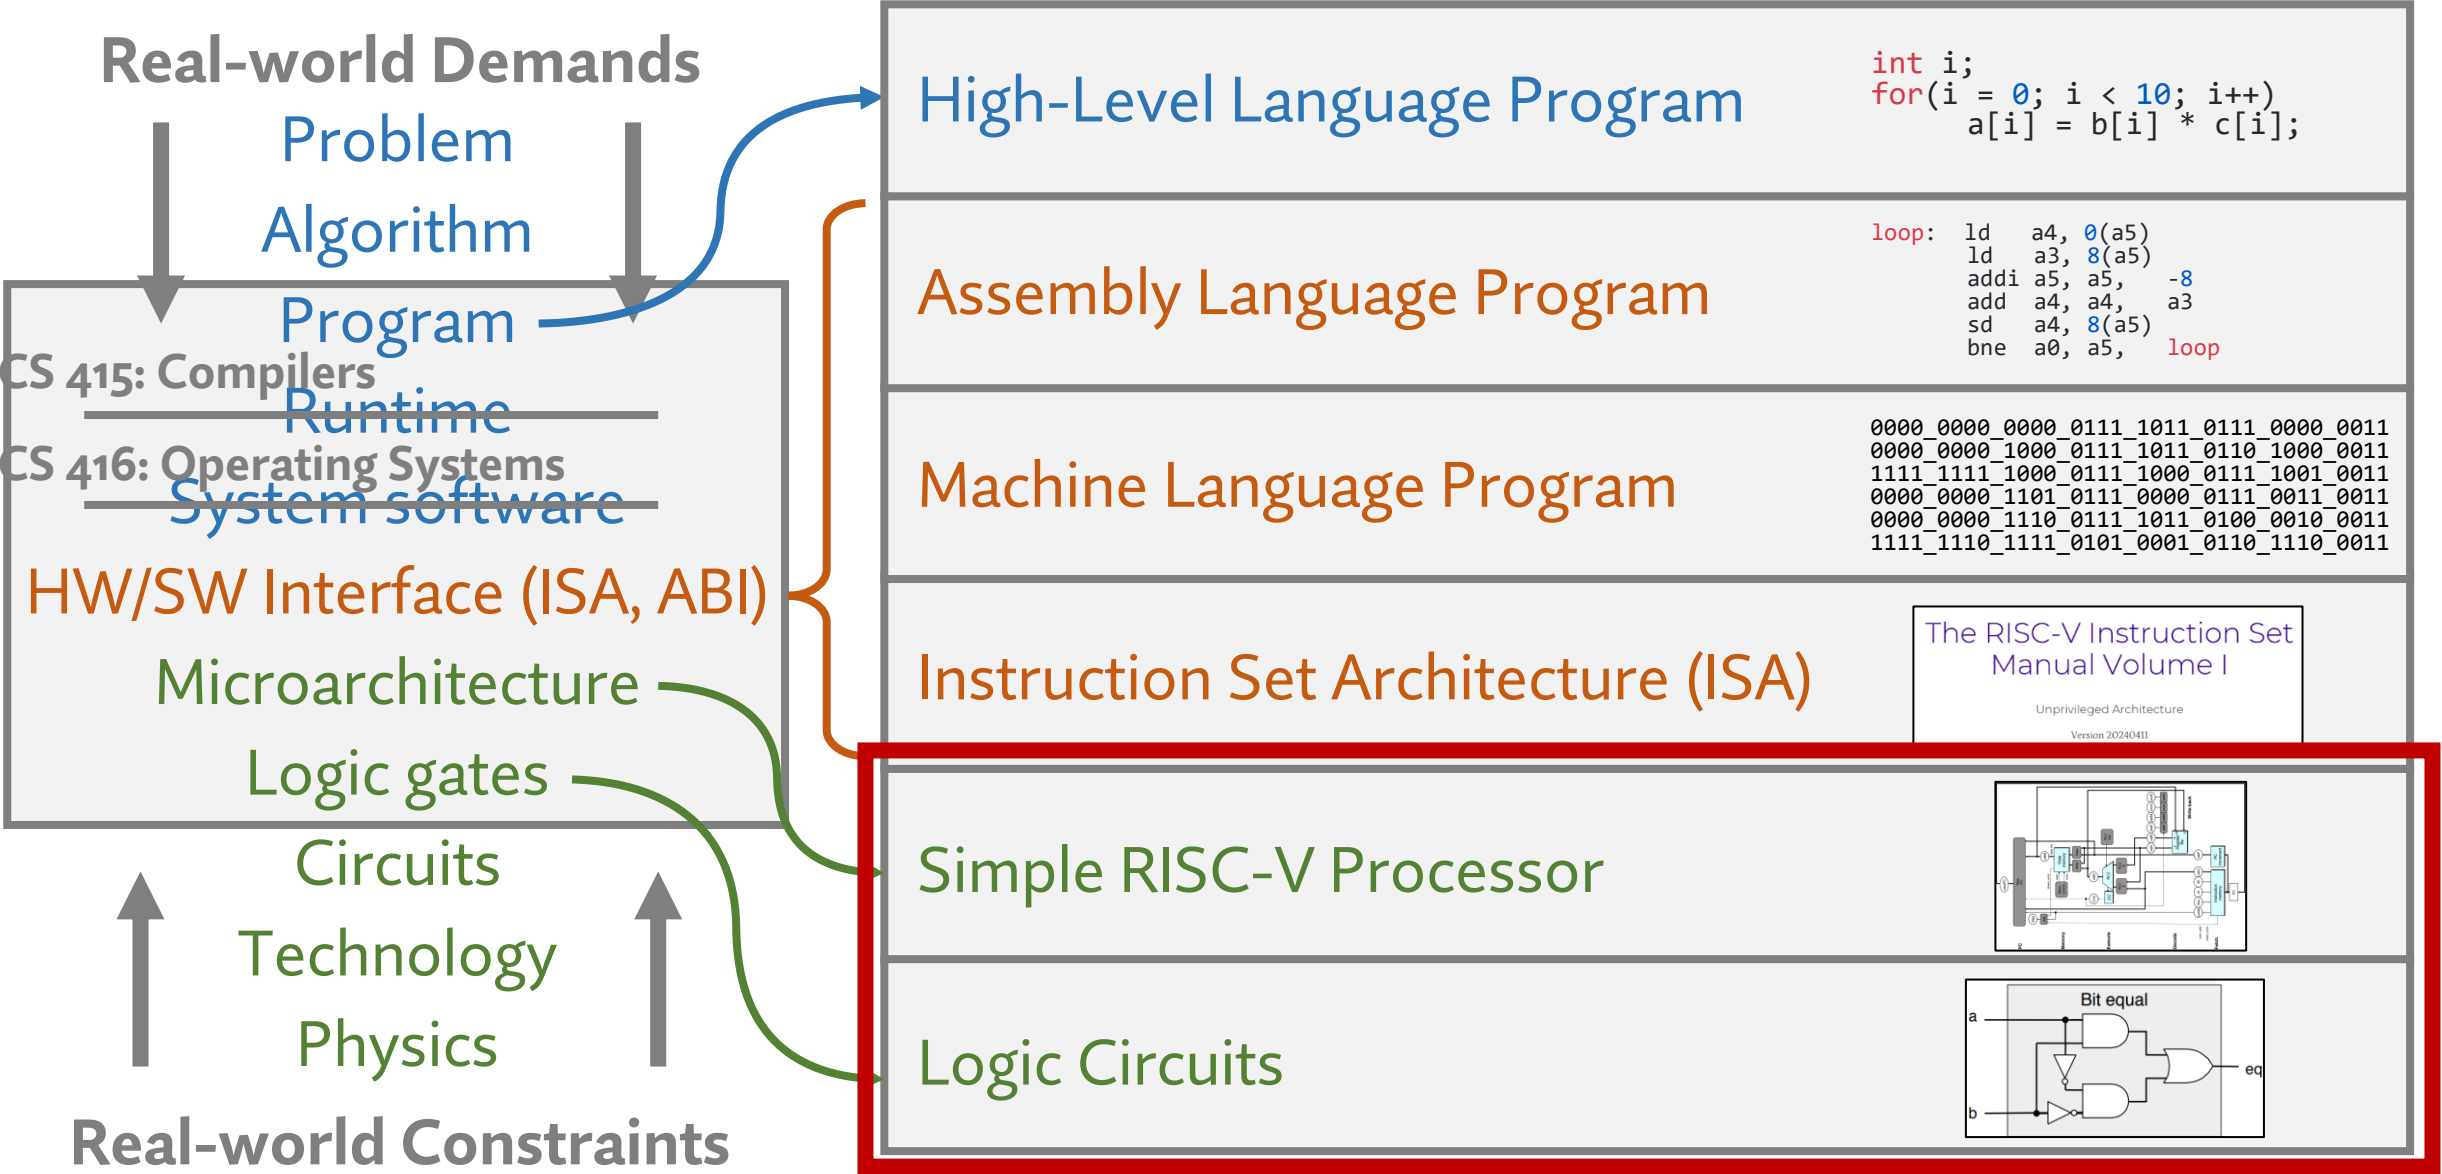 Real-world Demands
Problem
Algorithm
Program
CS 415: Compilers
Runtime
CS 416: Operating Systems
System software
HW/SW Interface (ISA, ABI)
Microarchitecture
Logic gates
Circuits
Technology
Physics
Real-world Constraints
High-Level Language Program
int i;
for(i = 0; i < 10; i++)
a[i] = b[i] * c[i];
Assembly Language Program
loop: ld a4, 0(a5)
ld a3, 8(a5)
addi a5, a5, -8
add a4, a4, a3
sd a4, 8(a5)
bne a0, a5, loop
Machine Language Program
0000_0000_0000_0111_1011_0111_0000_0011
0000_0000_1000_0111_1011_0110_1000_0011
1111_1111_1000_0111_1000_0111_1001_0011
0000_0000_1101_0111_0000_0111_0011_0011
0000_0000_1110_0111_1011_0100_0010_0011
1111_1110_1111_0101_0001_0110_1110_0011
Instruction Set Architecture (ISA)
The RISC-V Instruction Set
Manual Volume I
Unprivileged Architecture
Version 20240411
Simple RISC-V Processor
PC
Memory
Execute
Decode
Fetch
Logic Circuits
Bit equal
a
eq
b